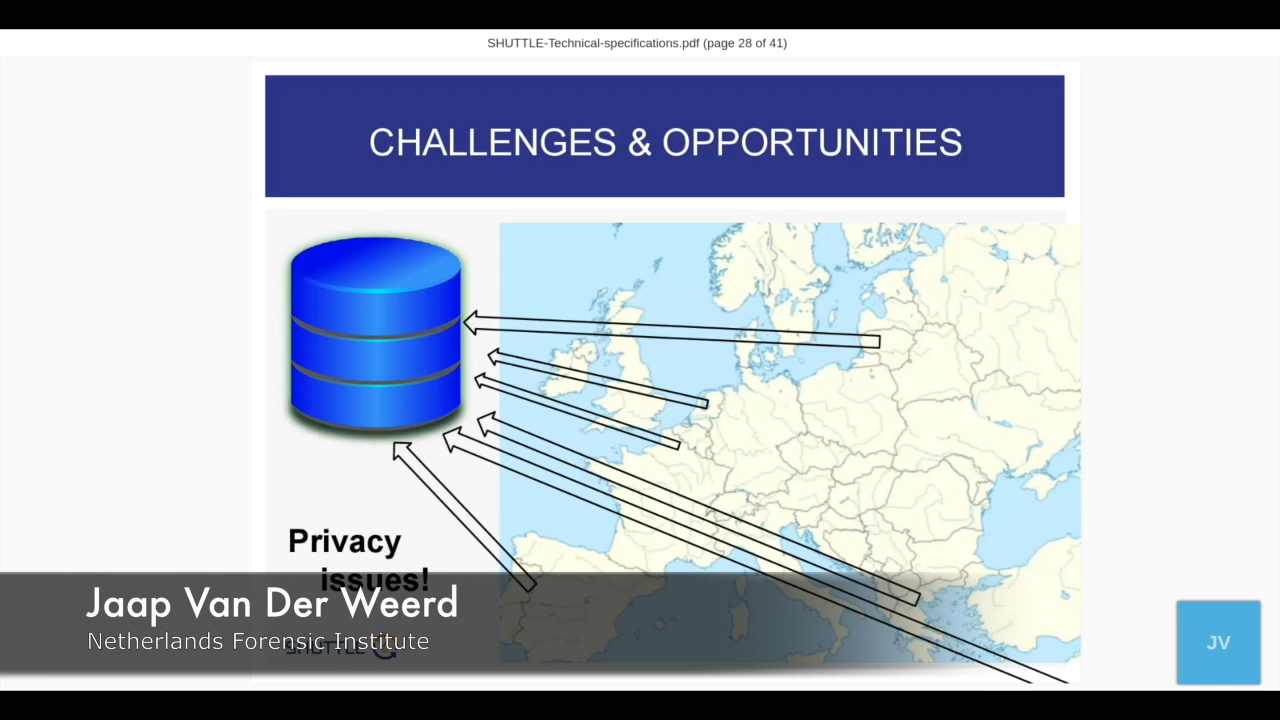 SHUTTLE-Technical-specifications.pdf (page 28 of 41)
CHALLENGES & OPPORTUNITIES
Privacy
issues!
Jaap Van Der Weerd
Netherlands Forensic Institute
SHUTTLE
JV